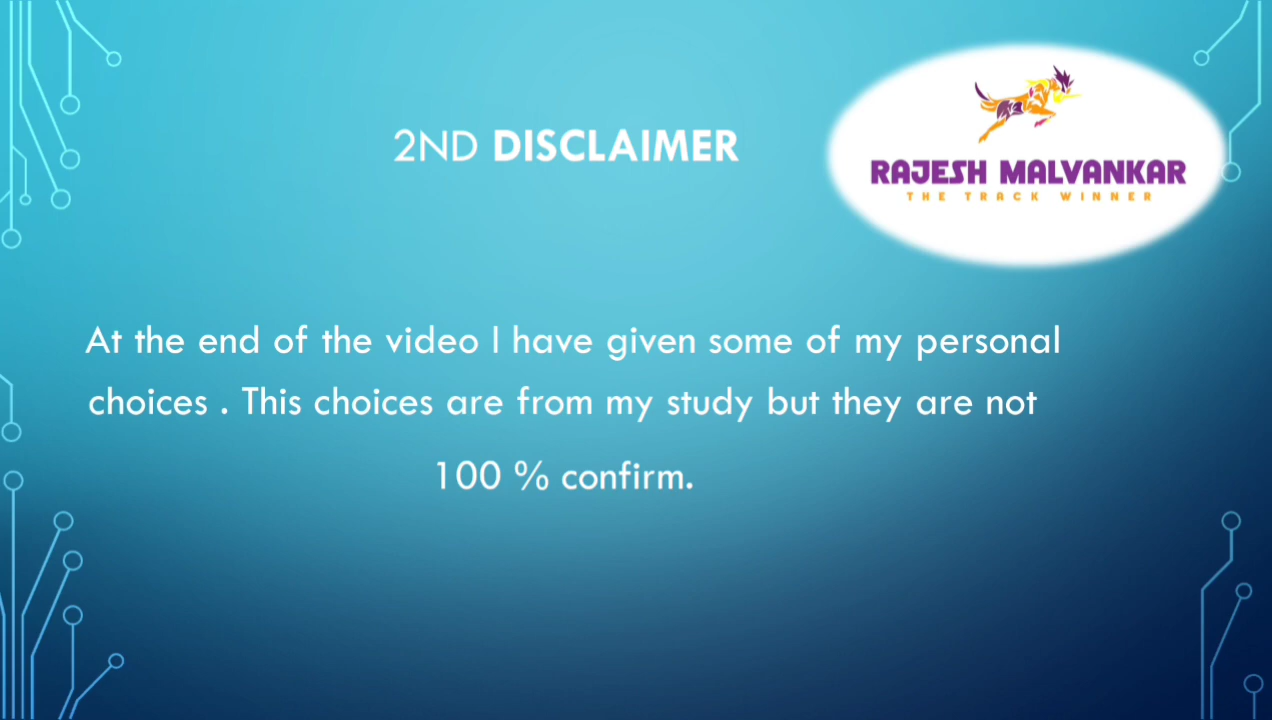 2ND DISCLAIMER
RAJESH MALVANKAR
THE TRACK WINNER
At the end of the video I have given some of my personal
choices . This choices are from my study but they are not
100 % confirm.